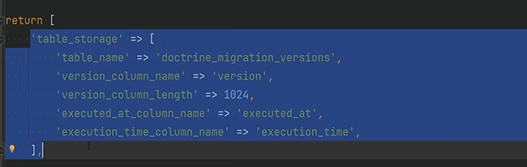 return [
'table_storage' => [
'table_name' => 'doctrine_migration_versions',
'version_column_name' => 'version',
'version_column_length' => 1024,
'executed_at_column_name' => 'executed_at',
'execution_time_column_name' => 'execution_time',
],